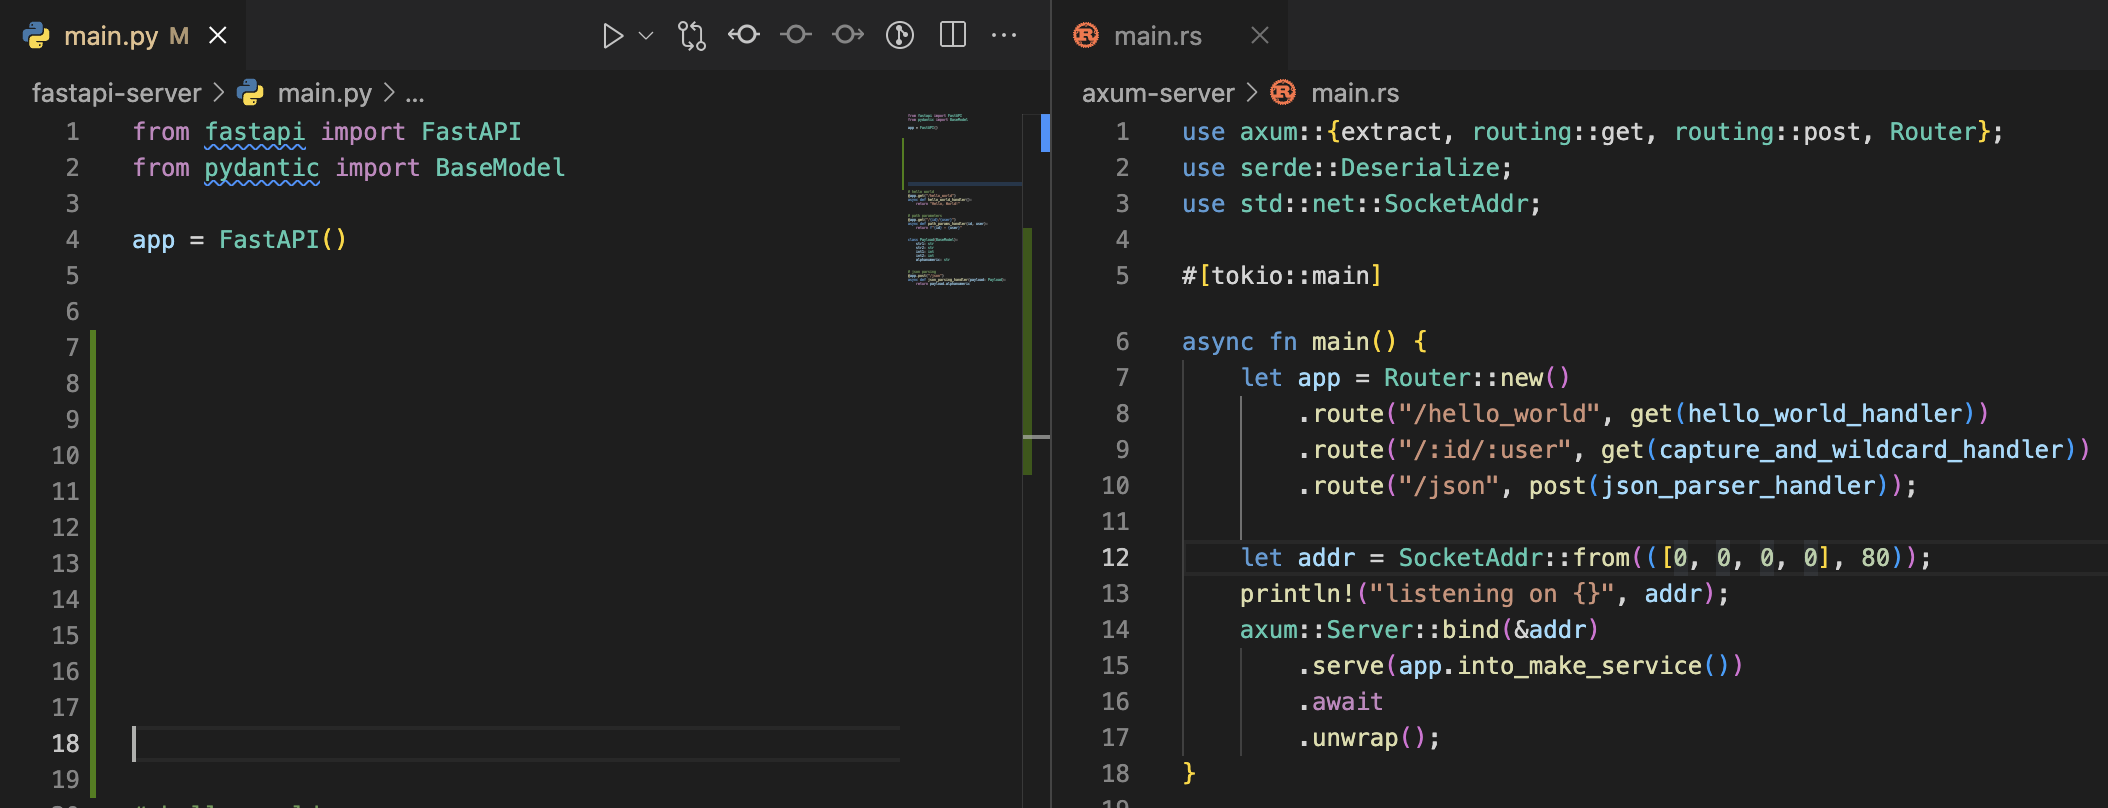 main.py M
fastapi-server > main.py > ...
1 from fastapi import FastAPI
2 from pydantic import BaseModel
3
4 app = FastAPI()
5
6
7
8
9
10
11
12
13
14
15
16
17
18
19
main.rs
axum-server > main.rs
1 use axum::{extract, routing::get, routing::post, Router};
2 use serde::Deserialize;
3 use std::net::SocketAddr;
4
5 #[tokio::main]
6 async fn main() {
7     let app = Router::new()
8         .route("/hello_world", get(hello_world_handler))
9         .route("/:id/:user", get(capture_and_wildcard_handler))
10         .route("/json", post(json_parser_handler));
11
12     let addr = SocketAddr::from(([0, 0, 0, 0], 80));
13     println!("listening on {}", addr);
14     axum::Server::bind(&addr)
15         .serve(app.into_make_service())
16         .await
17         .unwrap();
18 }
19